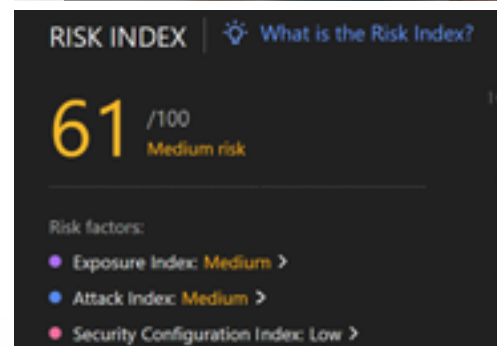 RISK INDEX What is the Risk Index?
61 /100
Medium risk
Risk factors:
Exposure Index: Medium >
Attack Index: Medium >
Security Configuration Index: Low >